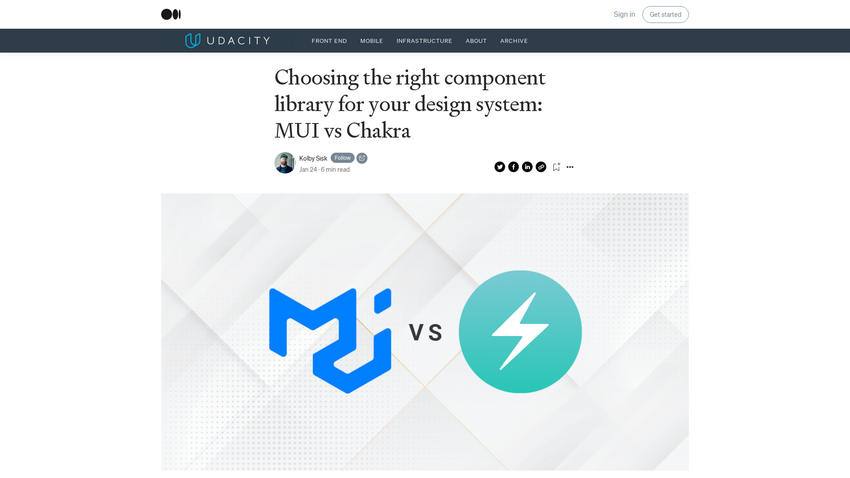 Sign in
Get started
UDACITY
FRONT END
MOBILE
INFRASTRUCTURE
ABOUT
ARCHIVE
Choosing the right component
library for your design system:
MUI vs Chakra
Kolby Sisk
Follow
Jan 24 · 6 min read
VS